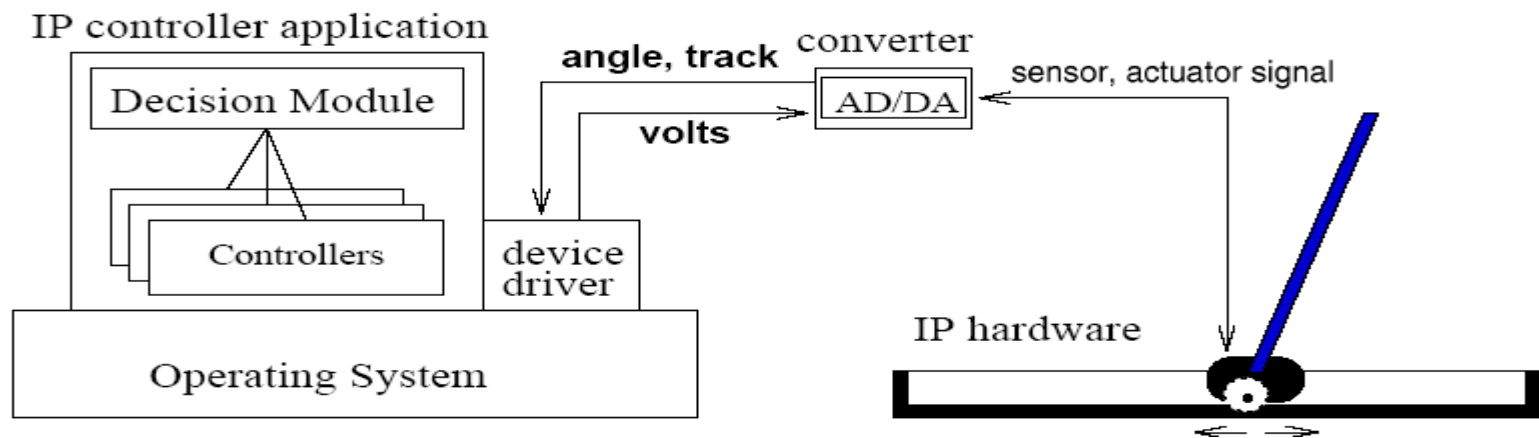 IP controller application
Decision Module
Controllers
device
driver
Operating System
angle, track
volts
converter
AD/DA
sensor, actuator signal
IP hardware